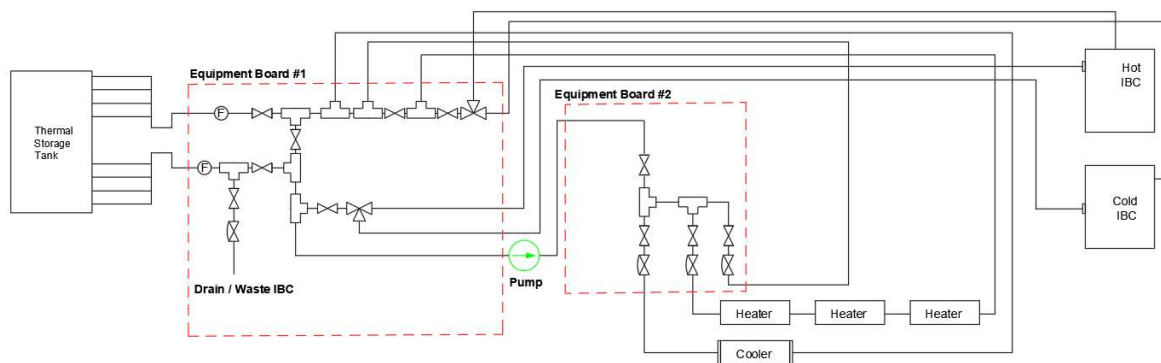 Equipment Board #1
Equipment Board #2
Hot
IBC
F
Thermal
Storage
Tank
F
Cold
IBC
Pump
Drain / Waste IBC
Heater
Heater
Heater
Cooler